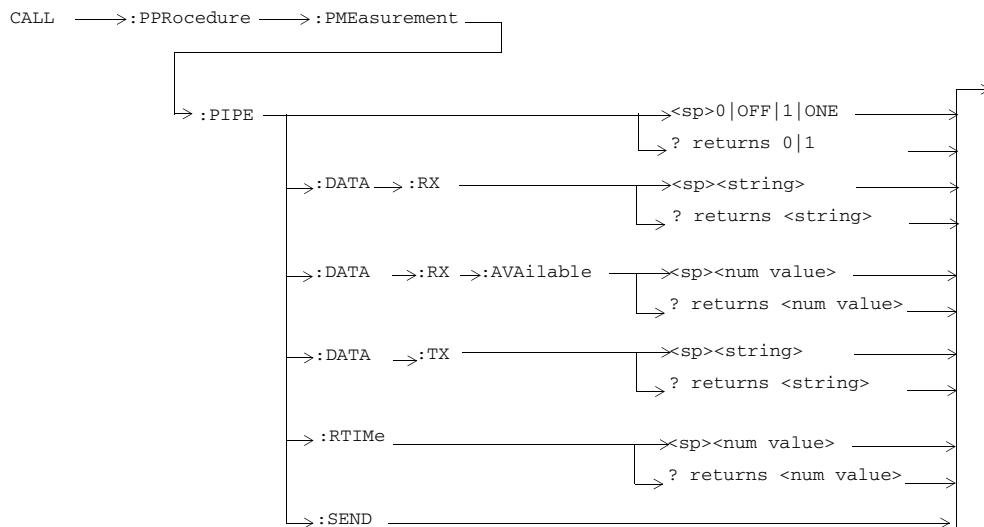 CALL :PPRocedure :PMEasurement
:PIPE <sp>0|OFF|1|ONE
? returns 0|1
:DATA :RX <sp><string>
? returns <string>
:DATA :RX :AVAilable <sp><num value>
? returns <num value>
:DATA :TX <sp><string>
? returns <string>
:RTIMe <sp><num value>
? returns <num value>
:SEND